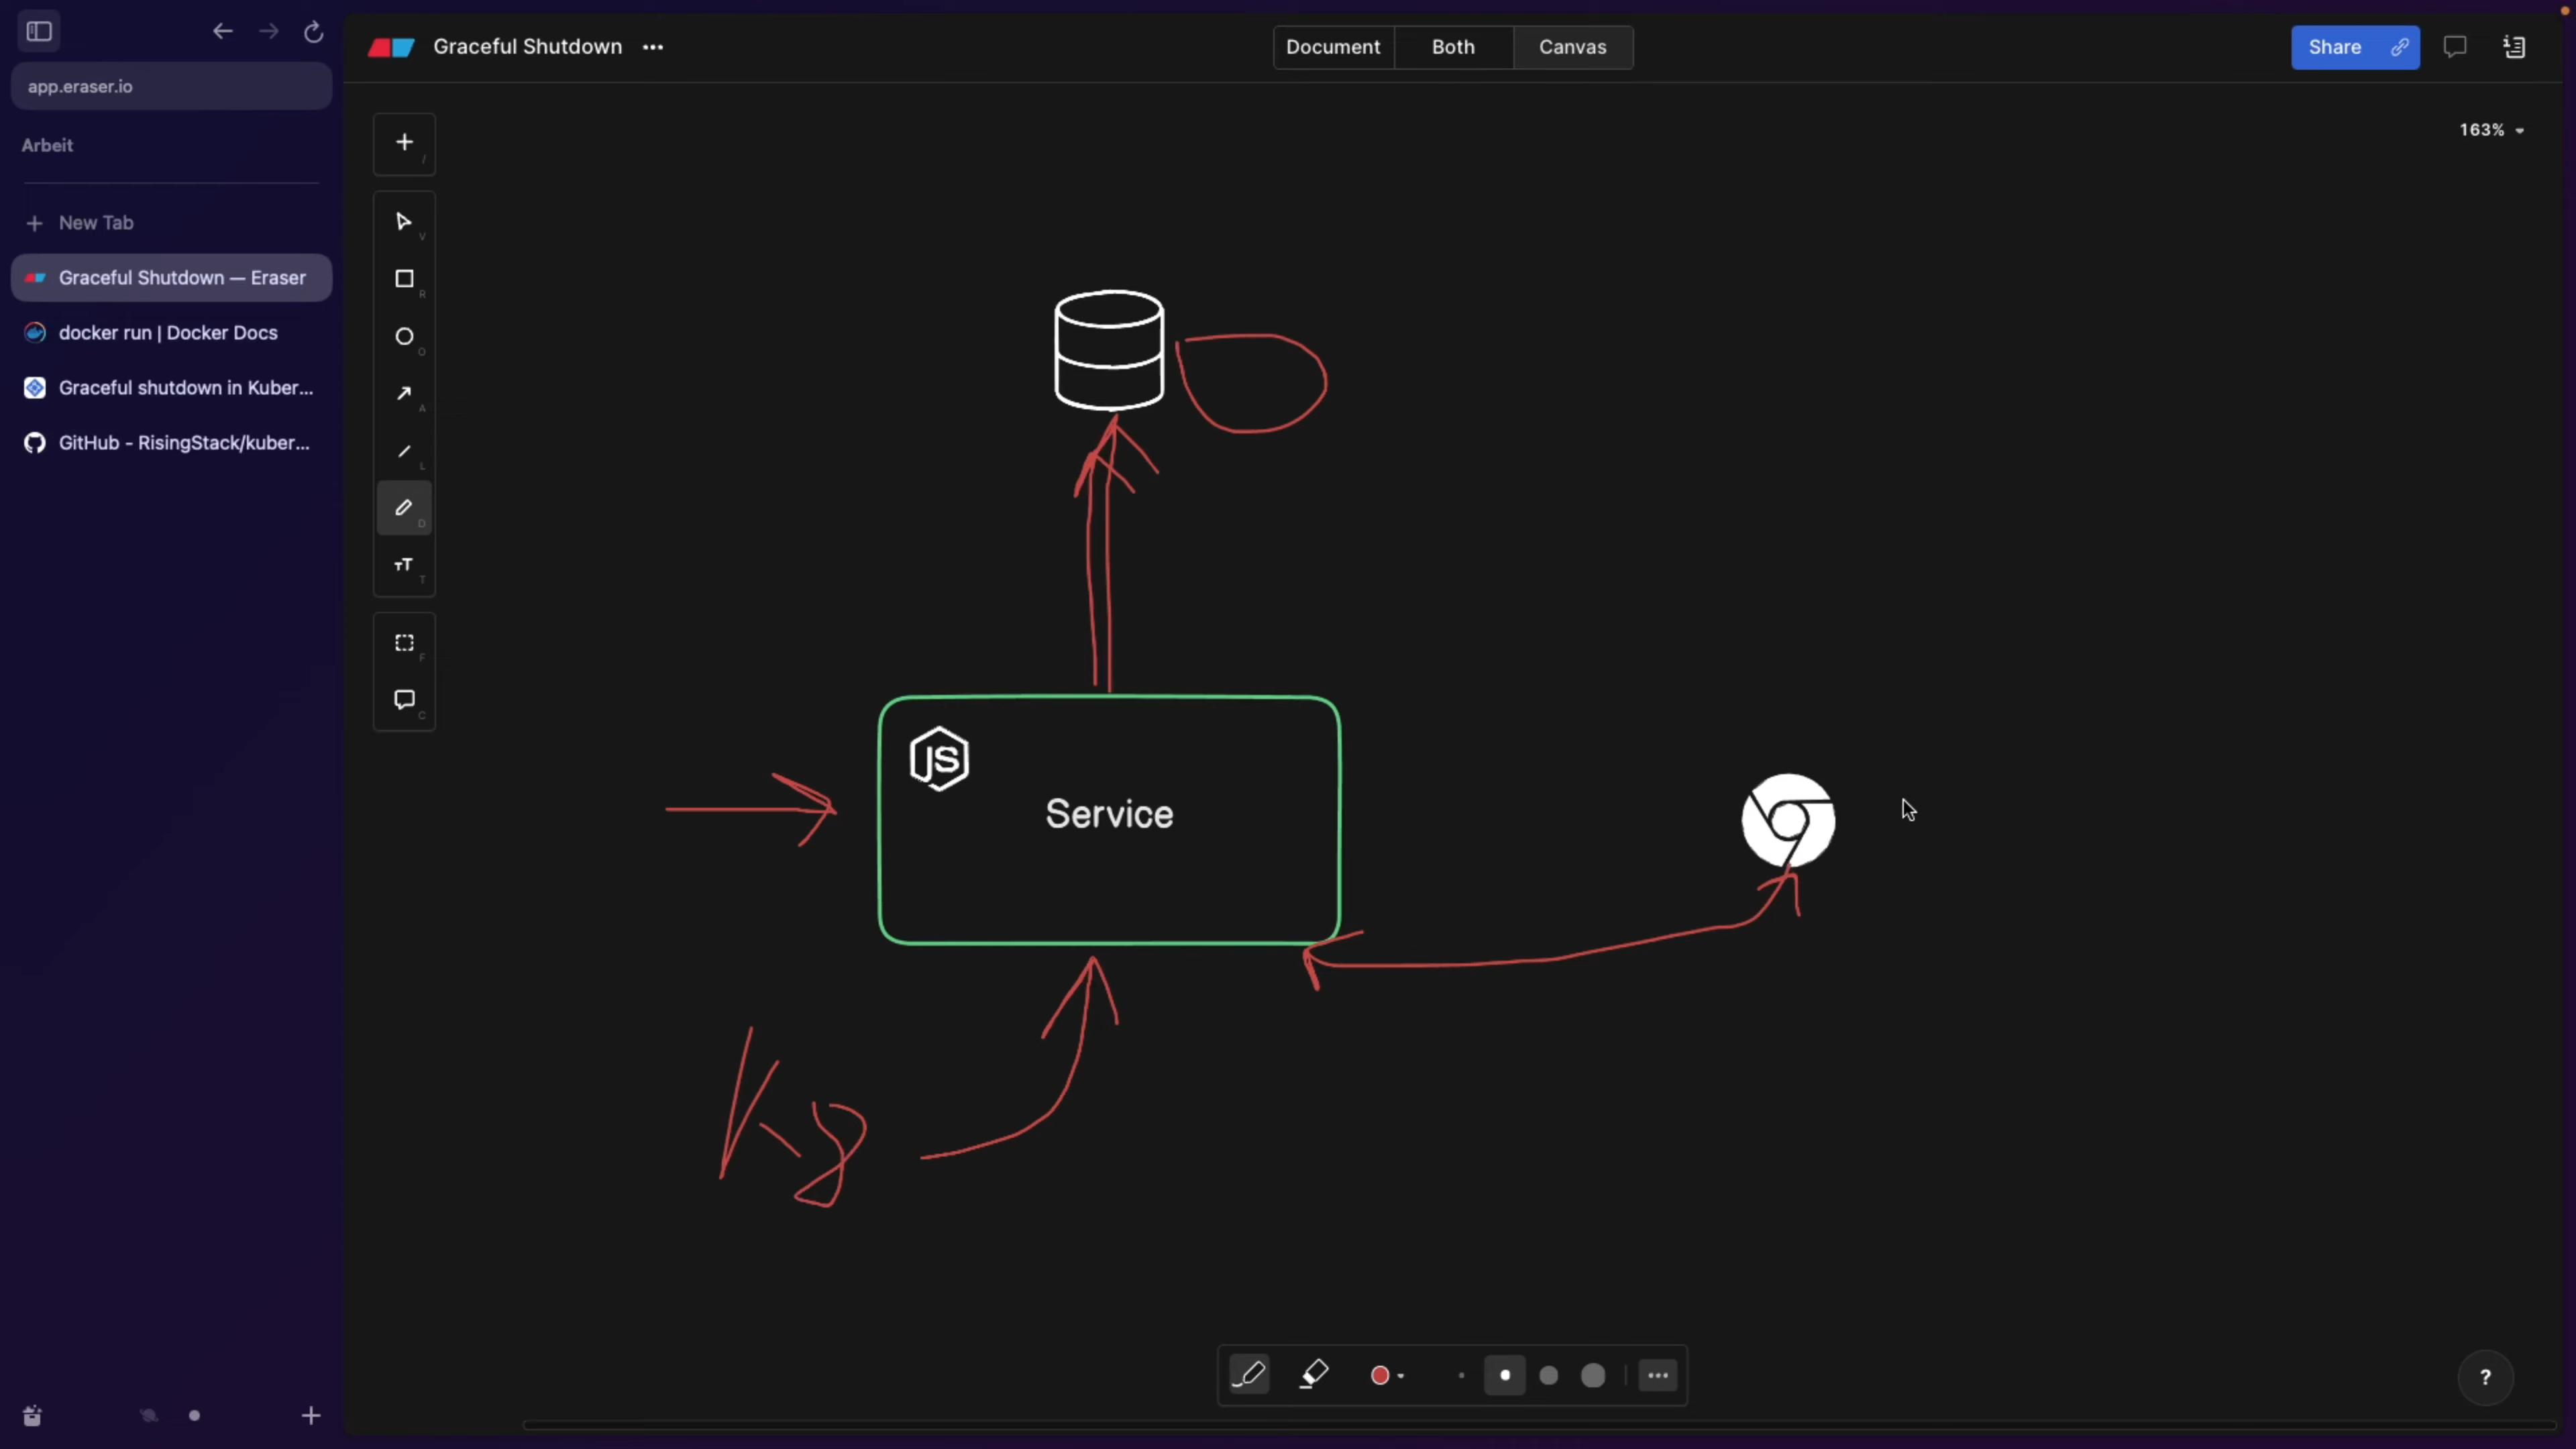 Graceful Shutdown
Document
Both
Canvas
Share
app.eraser.io
Arbeit
163%
New Tab
Graceful Shutdown — Eraser
docker run | Docker Docs
Graceful shutdown in Kuber...
GitHub - RisingStack/kuber...
/
V
R
O
A
L
D
T
F
C
JS
Service
K8
?